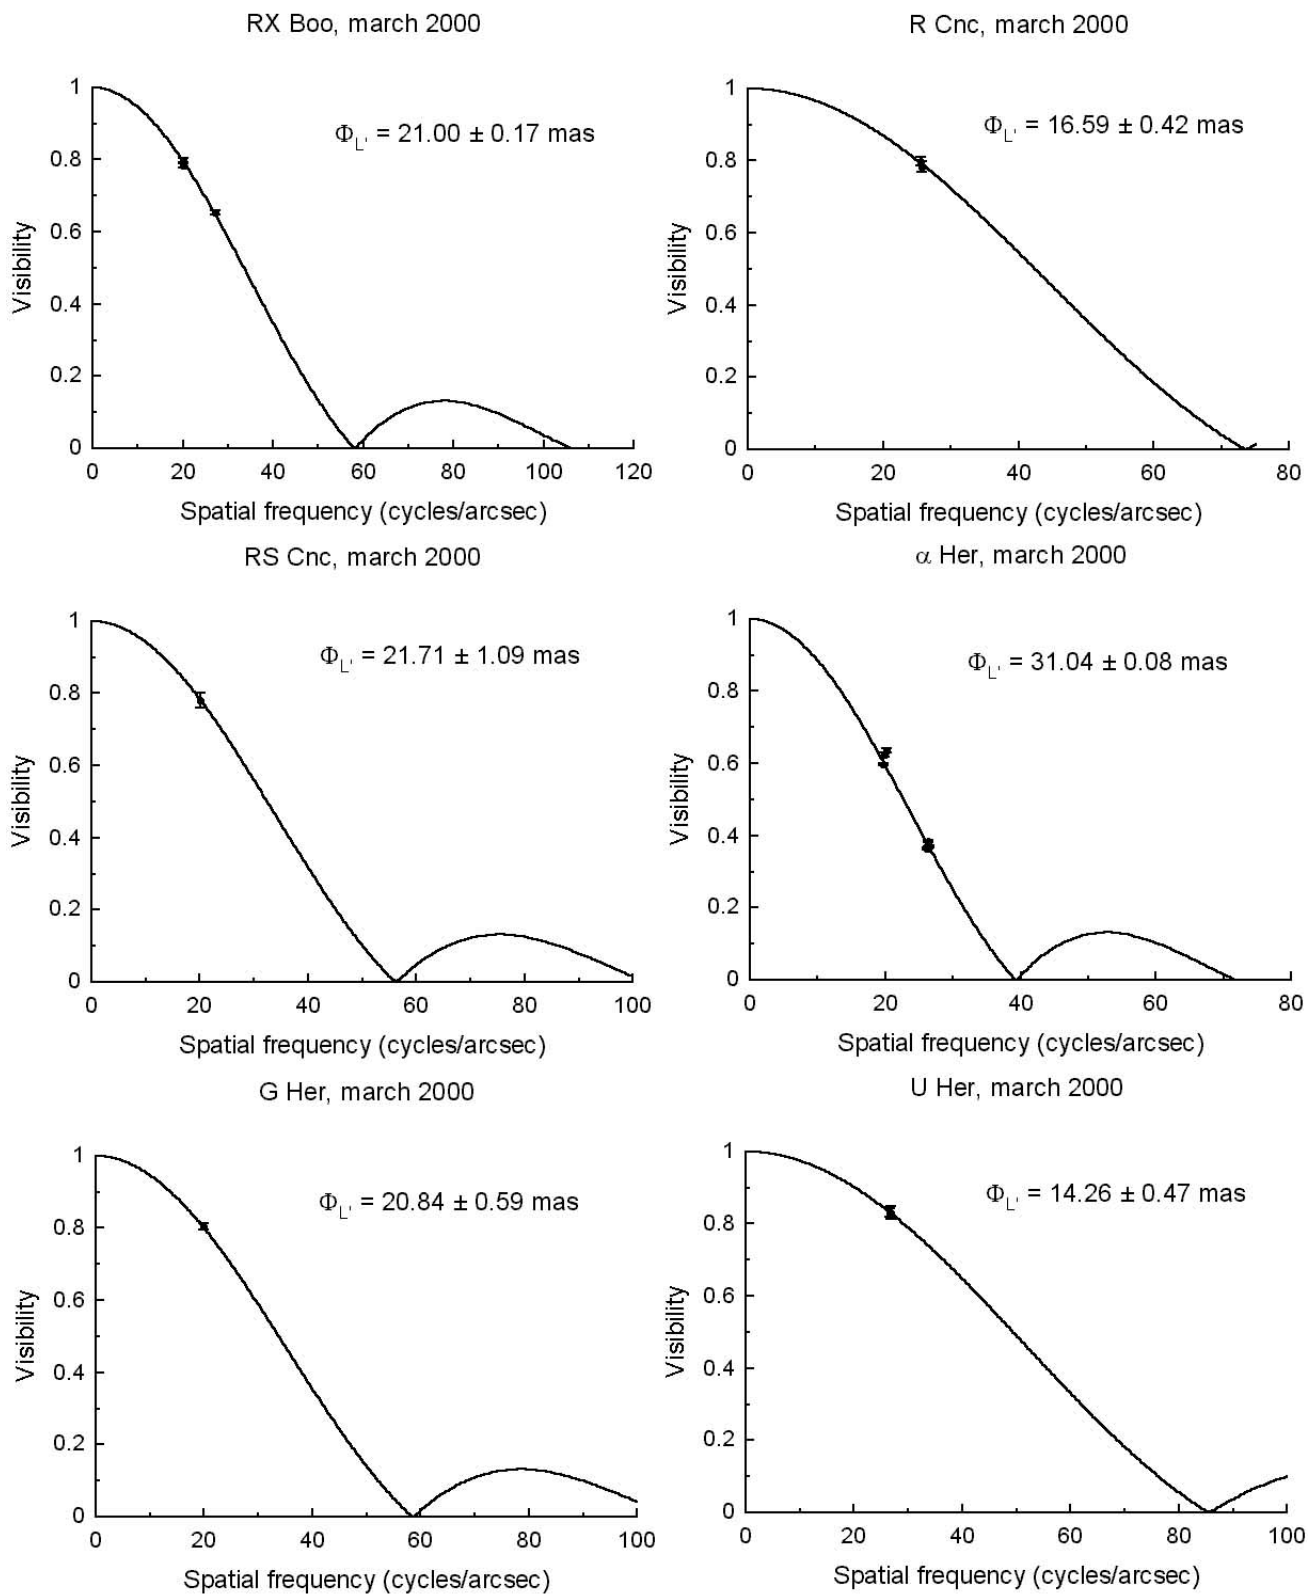 RX Boo, march 2000
Φ_L' = 21.00 ± 0.17 mas
Visibility
1
0.8
0.6
0.4
0.2
0
0 20 40 60 80 100 120
Spatial frequency (cycles/arcsec)
R Cnc, march 2000
Φ_L' = 16.59 ± 0.42 mas
Visibility
1
0.8
0.6
0.4
0.2
0
0 20 40 60 80
Spatial frequency (cycles/arcsec)
RS Cnc, march 2000
Φ_L' = 21.71 ± 1.09 mas
Visibility
1
0.8
0.6
0.4
0.2
0
0 20 40 60 80 100
Spatial frequency (cycles/arcsec)
α Her, march 2000
Φ_L' = 31.04 ± 0.08 mas
Visibility
1
0.8
0.6
0.4
0.2
0
0 20 40 60 80
Spatial frequency (cycles/arcsec)
G Her, march 2000
Φ_L' = 20.84 ± 0.59 mas
Visibility
1
0.8
0.6
0.4
0.2
0
0 20 40 60 80 100
Spatial frequency (cycles/arcsec)
U Her, march 2000
Φ_L' = 14.26 ± 0.47 mas
Visibility
1
0.8
0.6
0.4
0.2
0
0 20 40 60 80 100
Spatial frequency (cycles/arcsec)